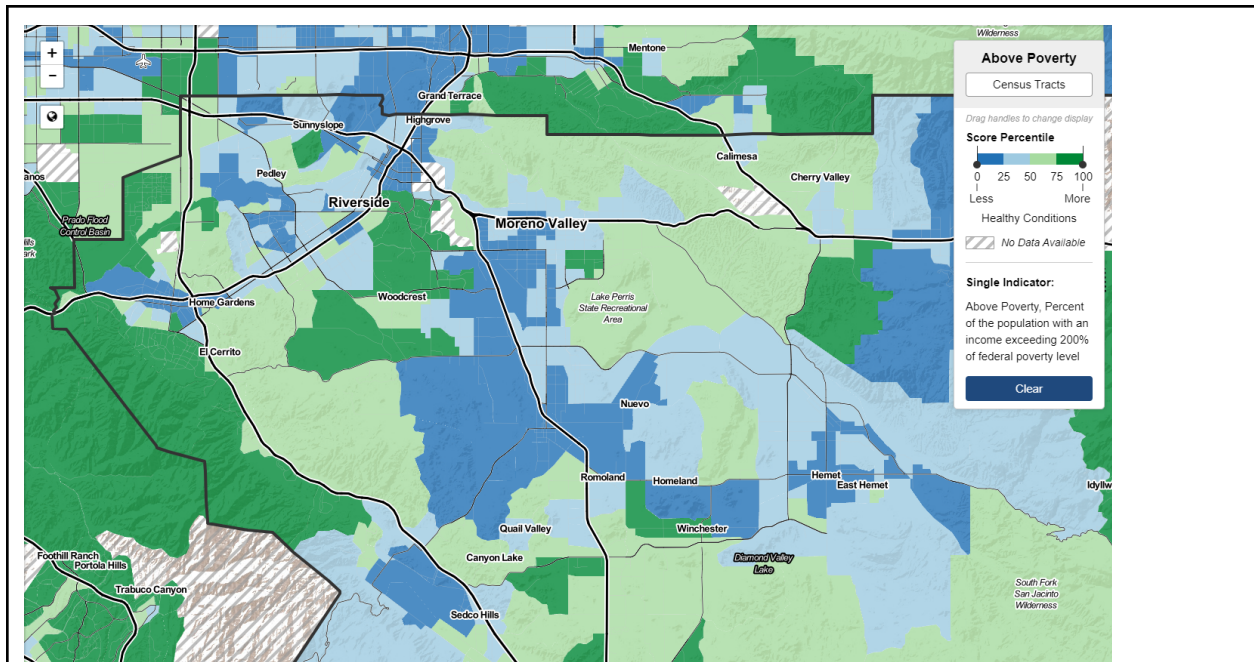 Wilderness
Mentone
+
−
Grand Terrace
Sunnyslope
Highgrove
Calimesa
Pedley
Cherry Valley
anos
Riverside
Prado Flood
Control Basin
Moreno Valley
Woodcrest
Home Gardens
Lake Perris
State Recreational
Area
El Cerrito
Nuevo
Romoland
Homeland
Hemet
East Hemet
Idyllw
Quail Valley
Winchester
Canyon Lake
Diamond Valley
Lake
Foothill Ranch
Portola Hills
Trabuco Canyon
South Fork
San Jacinto
Wilderness
Sedco Hills
Above Poverty
Census Tracts
Drag handles to change display
Score Percentile
0 25 50 75 100
Less More
Healthy Conditions
No Data Available
Single Indicator:
Above Poverty, Percent
of the population with an
income exceeding 200%
of federal poverty level
Clear